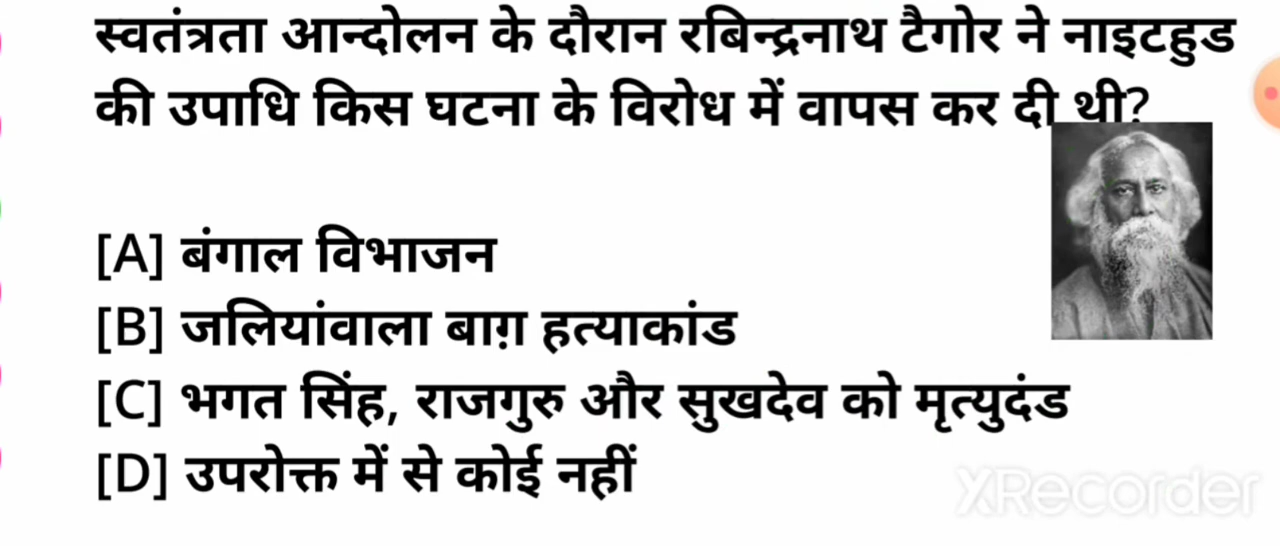 स्वतंत्रता आन्दोलन के दौरान रबिन्द्रनाथ टैगोर ने नाइटहुड
की उपाधि किस घटना के विरोध में वापस कर दी थी?
[A] बंगाल विभाजन
[B] जलियांवाला बाग़ हत्याकांड
[C] भगत सिंह, राजगुरु और सुखदेव को मृत्युदंड
[D] उपरोक्त में से कोई नहीं
XRecorder